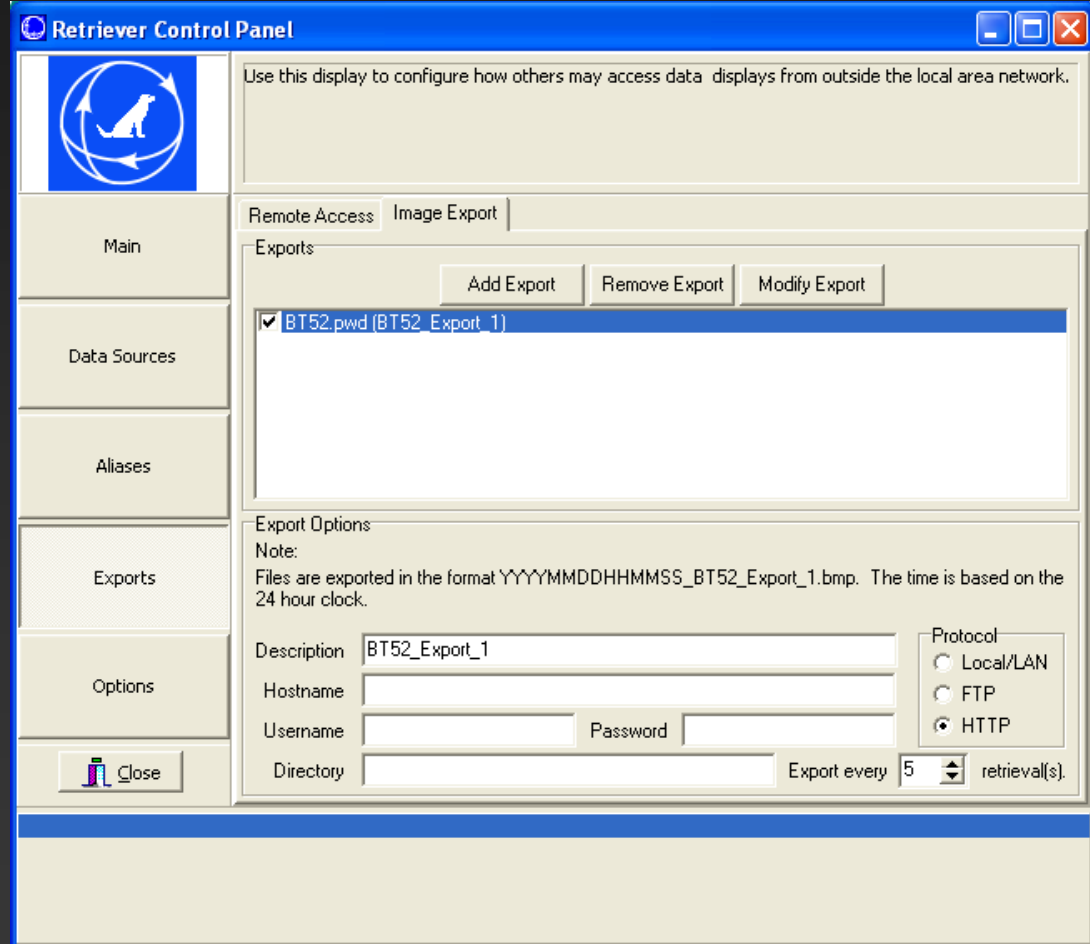 Retriever Control Panel
Use this display to configure how others may access data displays from outside the local area network.
Main
Data Sources
Aliases
Exports
Options
Close
Remote Access
Image Export
Exports
Add Export
Remove Export
Modify Export
BT52.pwd (BT52_Export_1)
Export Options
Note:
Files are exported in the format YYYYMMDDHHMMSS_BT52_Export_1.bmp. The time is based on the
24 hour clock.
Description BT52_Export_1
Hostname
Username Password
Directory Export every 5 retrieval(s).
Protocol
Local/LAN
FTP
HTTP